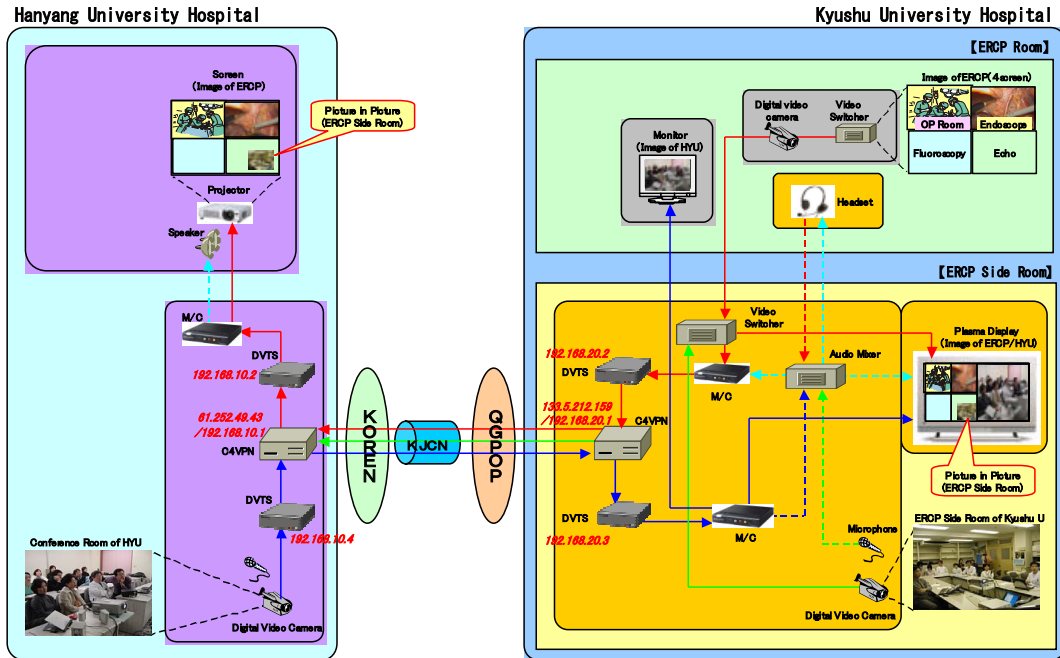 Hanyang University Hospital
Kyushu University Hospital
Screen
(Image of ERCP)
Picture in Picture
(ERCP Side Room)
Projector
Speaker
M/C
DVTS
192.168.10.2
61.252.49.43
/192.168.10.1
C4VPN
DVTS
192.168.10.4
Conference Room of HYU
Digital Video Camera
KOREN
KJCN
QGPOP
【ERCP Room】
Image of ERCP(4screen)
Digital video
camera
Video
Switcher
OP Room
Endoscope
Fluoroscopy
Echo
Monitor
(Image of HYU)
Headset
【ERCP Side Room】
Video
Switcher
192.168.20.2
DVTS
M/C
Audio Mixer
Plasma Display
(Image of ERCP/HYU)
133.5.212.159
/192.168.20.1
C4VPN
Picture in Picture
(ERCP Side Room)
DVTS
192.168.20.3
M/C
Microphone
ERCP Side Room of Kyushu U
Digital Video Camera